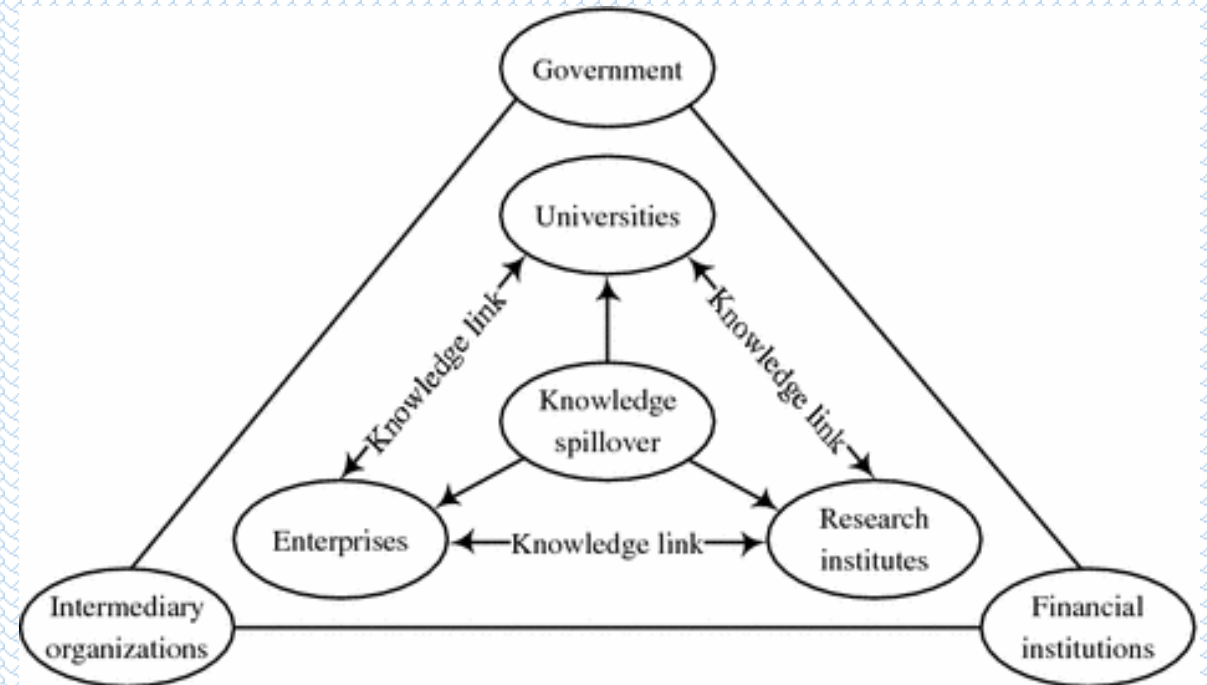 Government
Universities
Knowledge link
Knowledge link
Knowledge
spillover
Enterprises
Knowledge link
Research
institutes
Intermediary
organizations
Financial
institutions